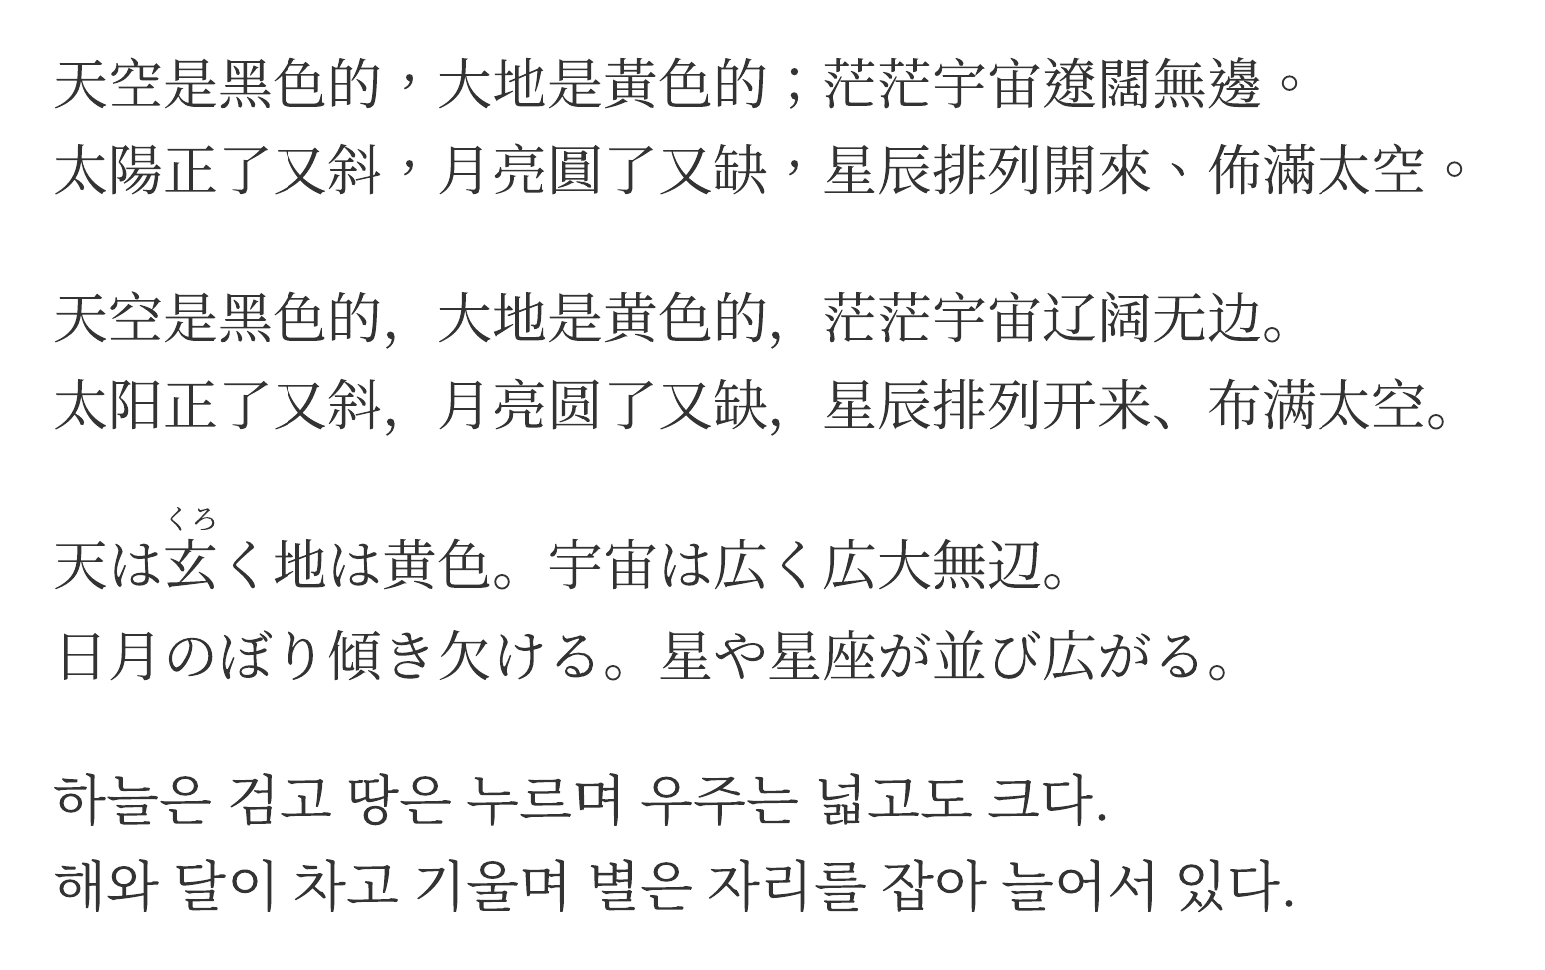 天空是黑色的，大地是黃色的；茫茫宇宙遼闊無邊。
太陽正了又斜，月亮圓了又缺，星辰排列開來、佈滿太空。
天空是黑色的，大地是黄色的，茫茫宇宙辽阔无边。
太阳正了又斜，月亮圆了又缺，星辰排列开来、布满太空。
くろ
天は玄く地は黄色。宇宙は広く広大無辺。
日月のぼり傾き欠ける。星や星座が並び広がる。
하늘은 검고 땅은 누르며 우주는 넓고도 크다.
해와 달이 차고 기울며 별은 자리를 잡아 늘어서 있다.